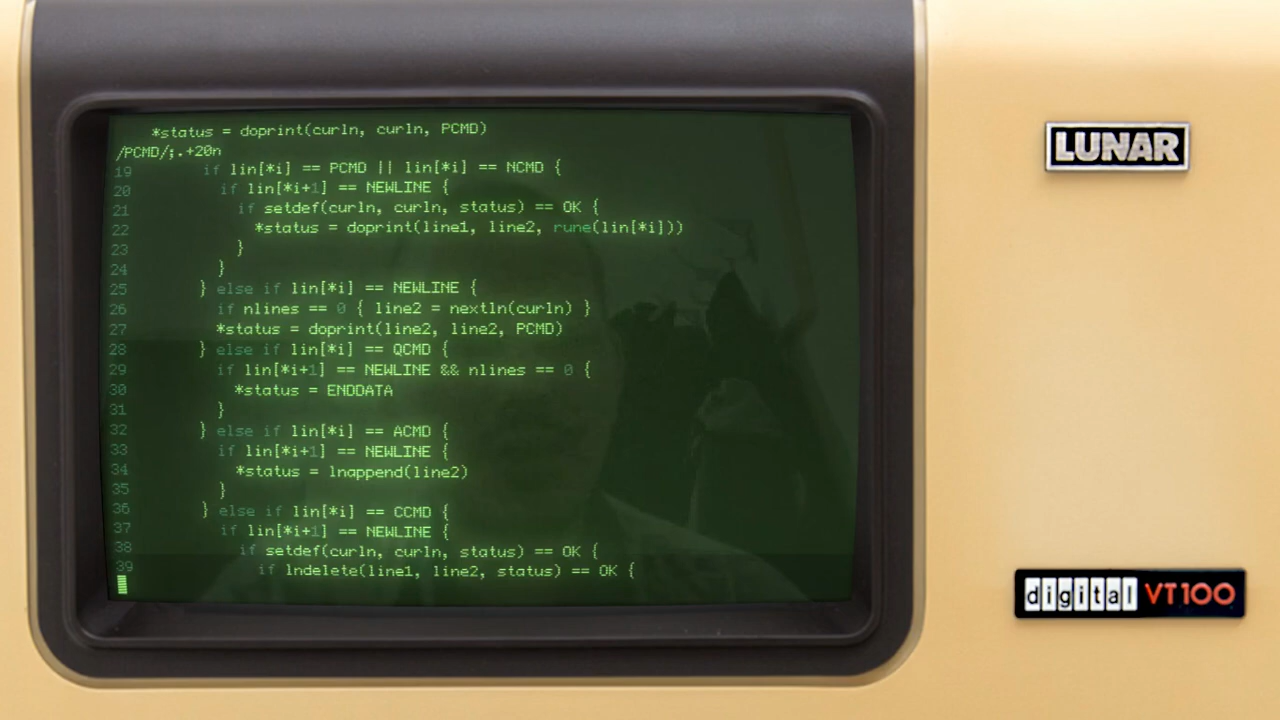 *status = doprint(curln, curln, PCMD)
/PCMD/;.+20n
19 if lin[*i] == PCMD || lin[*i] == NCMD {
20 if lin[*i+1] == NEWLINE {
21 if setdef(curln, curln, status) == OK {
22 *status = doprint(line1, line2, rune(lin[*i]))
23 }
24 }
25 } else if lin[*i] == NEWLINE {
26 if nlines == 0 { line2 = nextln(curln) }
27 *status = doprint(line2, line2, PCMD)
28 } else if lin[*i] == QCMD {
29 if lin[*i+1] == NEWLINE && nlines == 0 {
30 *status = ENDDATA
31 }
32 } else if lin[*i] == ACMD {
33 if lin[*i+1] == NEWLINE {
34 *status = lnappend(line2)
35 }
36 } else if lin[*i] == CCMD {
37 if lin[*i+1] == NEWLINE {
38 if setdef(curln, curln, status) == OK {
39 if lndelete(line1, line2, status) == OK {
LUNAR
digital VT100